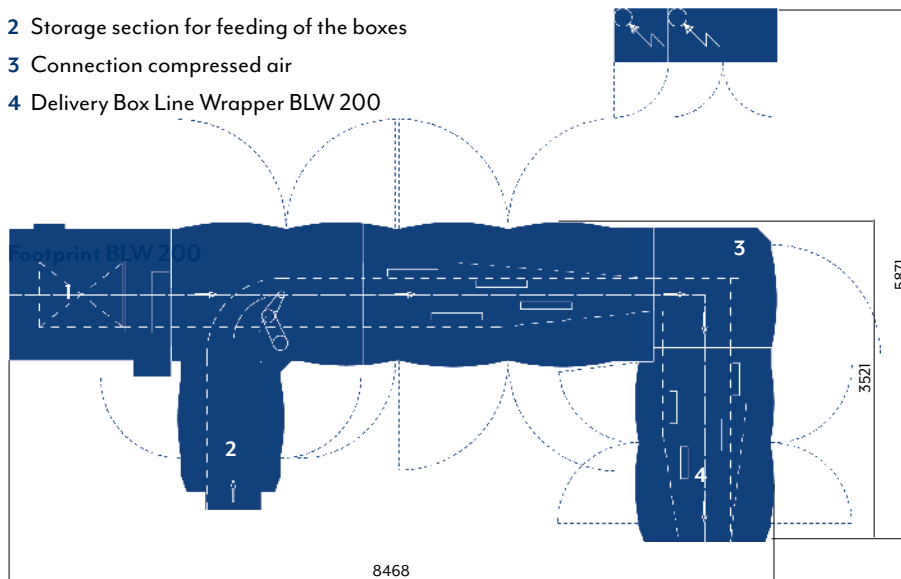 2 Storage section for feeding of the boxes
3 Connection compressed air
4 Delivery Box Line Wrapper BLW 200
Footprint BLW 200
1
3
5871
3521
2
4
8468